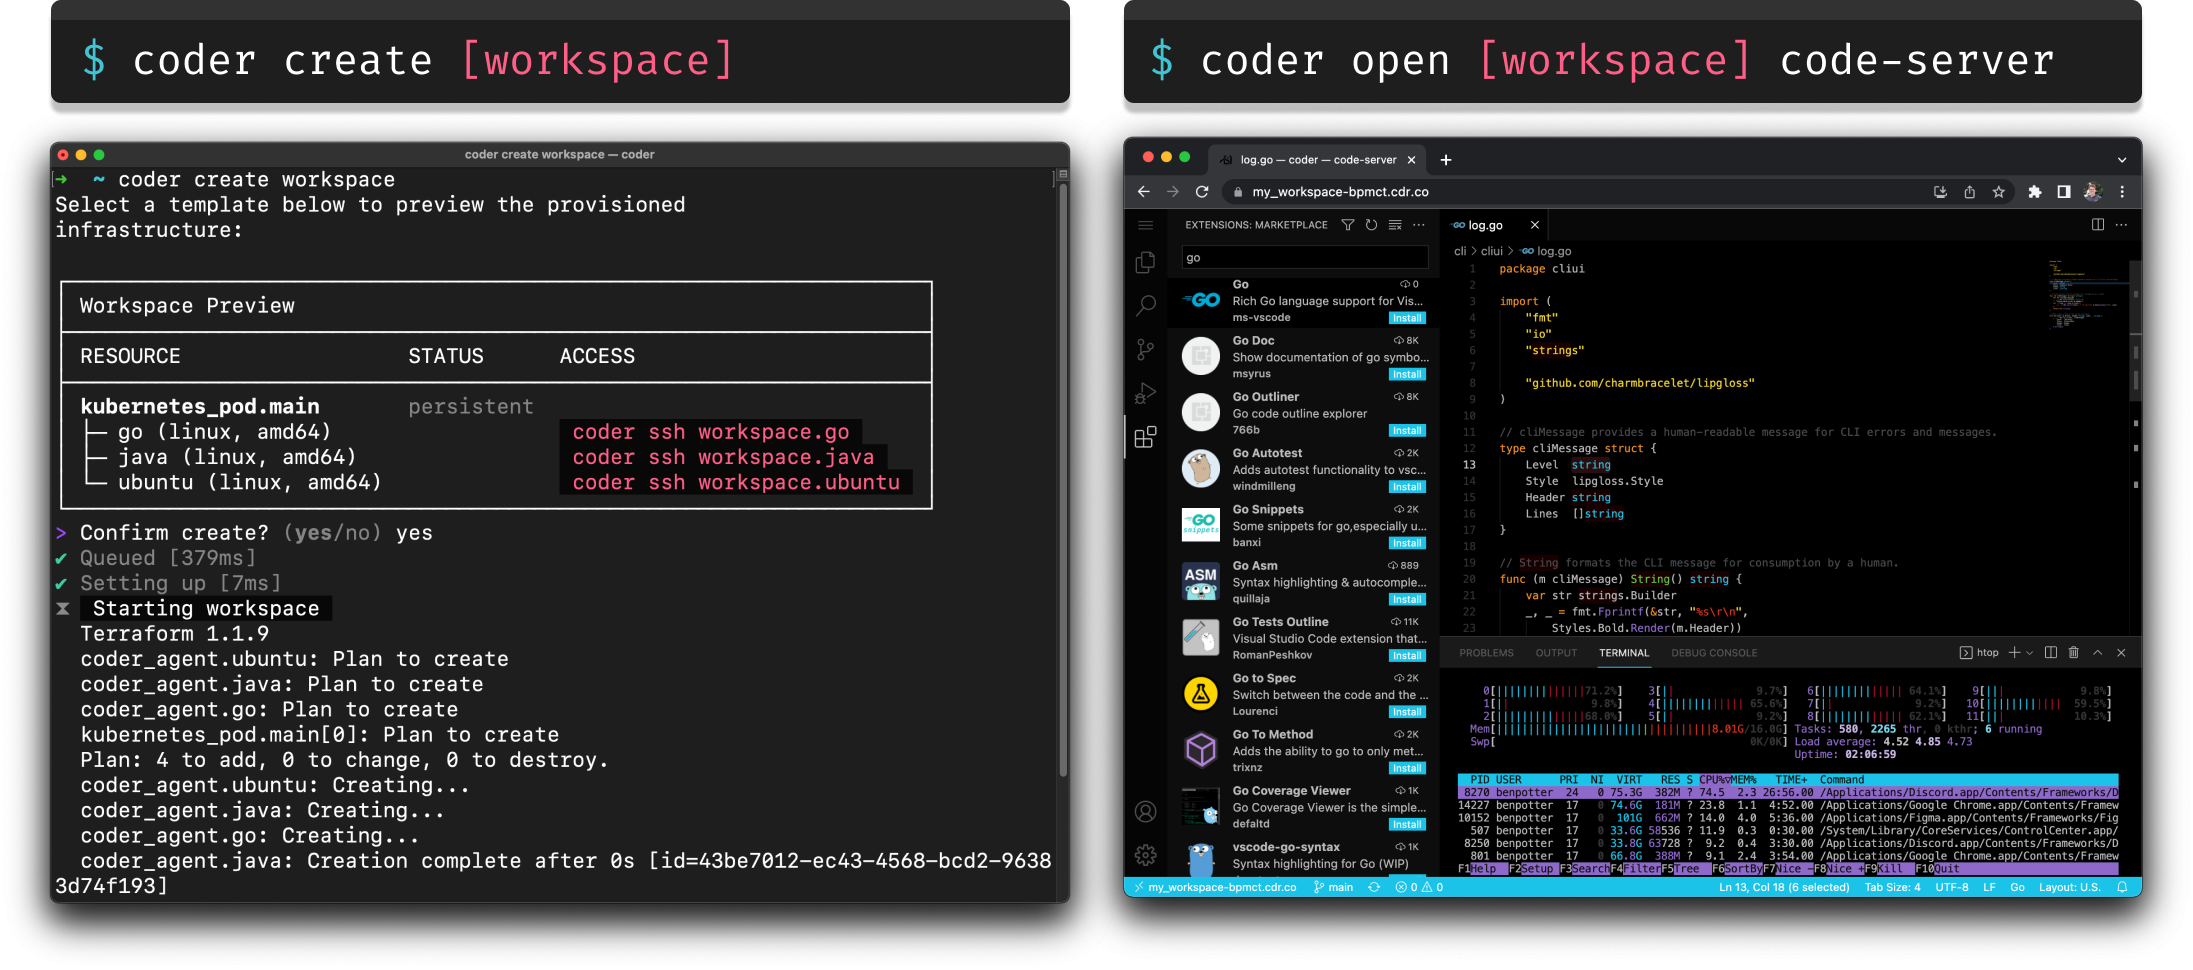 $ coder create [workspace]
$ coder open [workspace] code-server
coder create workspace — coder
[➜ ~ coder create workspace ]
Select a template below to preview the provisioned
infrastructure:
Workspace Preview
RESOURCE STATUS ACCESS
kubernetes_pod.main persistent
├─ go (linux, amd64) coder ssh workspace.go
├─ java (linux, amd64) coder ssh workspace.java
└─ ubuntu (linux, amd64) coder ssh workspace.ubuntu
> Confirm create? (yes/no) yes
✔ Queued [379ms]
✔ Setting up [7ms]
⧗ Starting workspace
Terraform 1.1.9
coder_agent.ubuntu: Plan to create
coder_agent.java: Plan to create
coder_agent.go: Plan to create
kubernetes_pod.main[0]: Plan to create
Plan: 4 to add, 0 to change, 0 to destroy.
coder_agent.ubuntu: Creating...
coder_agent.java: Creating...
coder_agent.go: Creating...
coder_agent.java: Creation complete after 0s [id=43be7012-ec43-4568-bcd2-9638
3d74f193]
log.go — coder — code-server
my_workspace-bpmct.cdr.co
EXTENSIONS: MARKETPLACE
go
Go 0
Rich Go language support for Vis...
ms-vscode Install
Go Doc 8K
Show documentation of go symbo...
msyrus Install
Go Outliner 8K
Go code outline explorer
766b Install
Go Autotest 2K
Adds autotest functionality to vsc...
windmilleng Install
GO snippets
Go Snippets 2K
Some snippets for go,especially u...
banxi Install
ASM
Go Asm 889
Syntax highlighting & autocomple...
quillaja Install
Go Tests Outline 11K
Visual Studio Code extension that...
RomanPeshkov Install
Go to Spec 2K
Switch between the code and the ...
Lourenci Install
Go To Method 2K
Adds the ability to go to only met...
trixnz Install
Go Coverage Viewer 1K
Go Coverage Viewer is the simple...
defaltd Install
vscode-go-syntax 1K
Syntax highlighting for Go (WIP)
GO log.go
cli > cliui > GO log.go
1 package cliui
2
3 import (
4 "fmt"
5 "io"
6 "strings"
7
8 "github.com/charmbracelet/lipgloss"
9 )
10
11 // cliMessage provides a human-readable message for CLI errors and messages.
12 type cliMessage struct {
13 Level string
14 Style lipgloss.Style
15 Header string
16 Lines []string
17 }
18
19 // String formats the CLI message for consumption by a human.
20 func (m cliMessage) String() string {
21 var str strings.Builder
22 _, _ = fmt.Fprintf(&str, "%s\r\n",
23 Styles.Bold.Render(m.Header))
PROBLEMS OUTPUT TERMINAL DEBUG CONSOLE htop
0[71.2%] 3[9.7%] 6[64.1%] 9[9.8%]
1[9.8%] 4[65.6%] 7[9.2%] 10[59.5%]
2[68.0%] 5[9.2%] 8[62.1%] 11[10.3%]
Mem[8.01G/16.0G] Tasks: 580, 2265 thr, 0 kthr; 6 running
Swp[0K/0K] Load average: 4.52 4.85 4.73
Uptime: 02:06:59
PID USER PRI NI VIRT RES S CPU%▽MEM% TIME+ Command
8270 benpotter 24 0 75.3G 382M ? 74.5 2.3 26:56.00 /Applications/Discord.app/Contents/Frameworks/D
14227 benpotter 17 0 74.6G 181M ? 23.8 1.1 4:52.00 /Applications/Google Chrome.app/Contents/Framew
10152 benpotter 17 0 101G 662M ? 14.0 4.0 5:36.00 /Applications/Figma.app/Contents/Frameworks/Fig
507 benpotter 17 0 33.6G 58536 ? 11.9 0.3 0:30.00 /System/Library/CoreServices/ControlCenter.app/
8250 benpotter 17 0 33.8G 63728 ? 9.2 0.4 3:30.00 /Applications/Discord.app/Contents/Frameworks/D
801 benpotter 17 0 66.8G 388M ? 9.1 2.4 3:54.00 /Applications/Google Chrome.app/Contents/Framew
F1Help F2Setup F3SearchF4FilterF5Tree F6SortByF7Nice -F8Nice +F9Kill F10Quit
my_workspace-bpmct.cdr.co main 0 0 Ln 13, Col 18 (6 selected) Tab Size: 4 UTF-8 LF Go Layout: U.S.